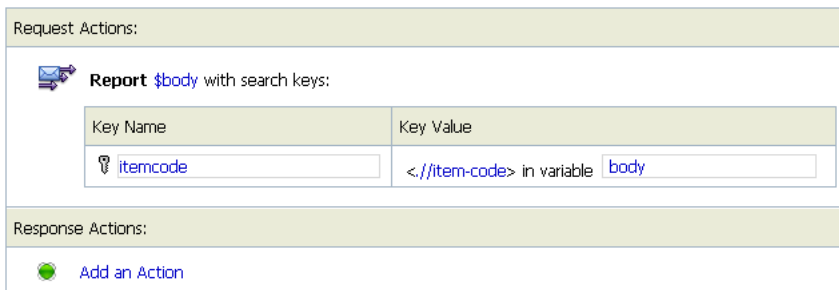 Request Actions:
Report $body with search keys:
Key Name Key Value
itemcode <.//item-code> in variable body
Response Actions:
Add an Action